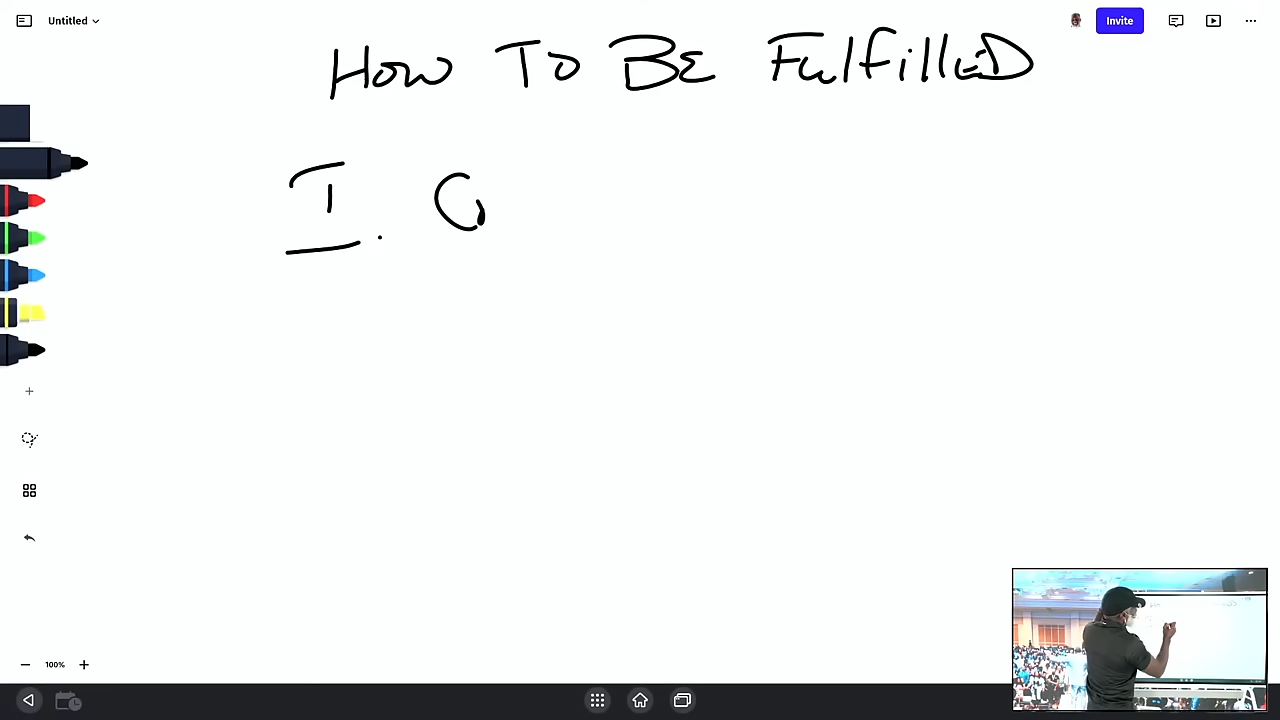 Untitled
Invite
How To BE FulfillED
I. G
100%